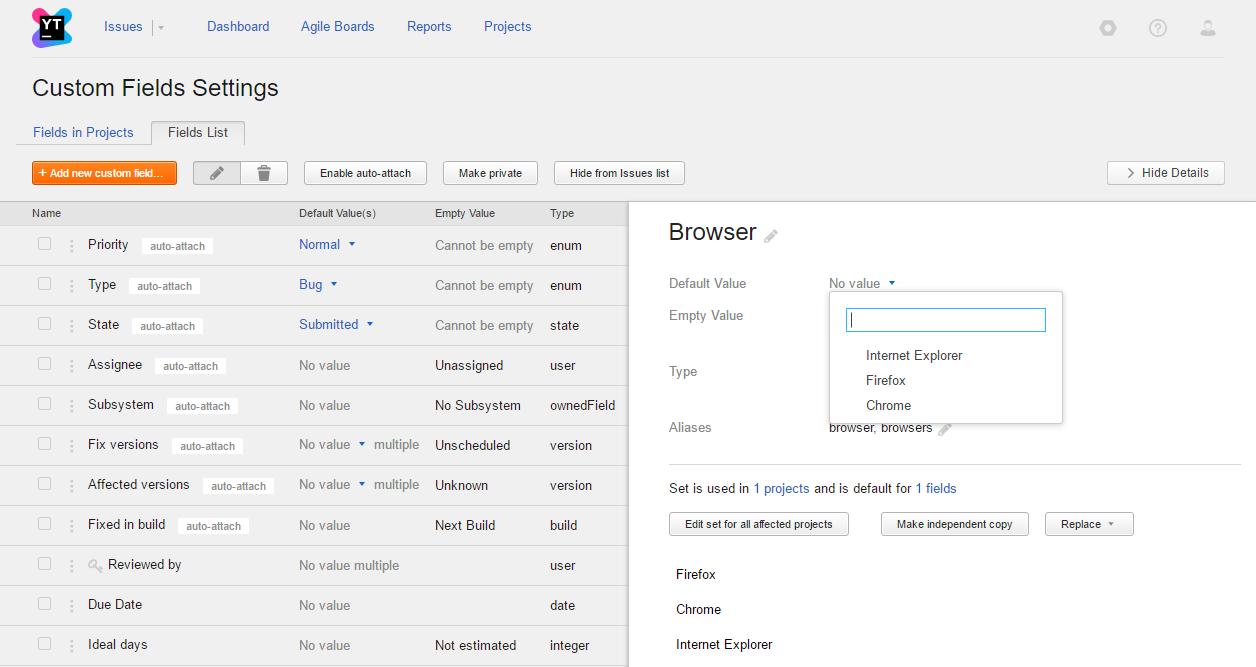 YT
Issues Dashboard Agile Boards Reports Projects
Custom Fields Settings
Fields in Projects Fields List
+ Add new custom field... Enable auto-attach Make private Hide from Issues list Hide Details
Name Default Value(s) Empty Value Type
Priority auto-attach Normal Cannot be empty enum
Type auto-attach Bug Cannot be empty enum
State auto-attach Submitted Cannot be empty state
Assignee auto-attach No value Unassigned user
Subsystem auto-attach No value No Subsystem ownedField
Fix versions auto-attach No value multiple Unscheduled version
Affected versions auto-attach No value multiple Unknown version
Fixed in build auto-attach No value Next Build build
Reviewed by No value multiple user
Due Date No value date
Ideal days No value Not estimated integer
Browser
Default Value No value
Empty Value
Internet Explorer
Type
Firefox
Chrome
Aliases browser, browsers
Set is used in 1 projects and is default for 1 fields
Edit set for all affected projects Make independent copy Replace
Firefox
Chrome
Internet Explorer